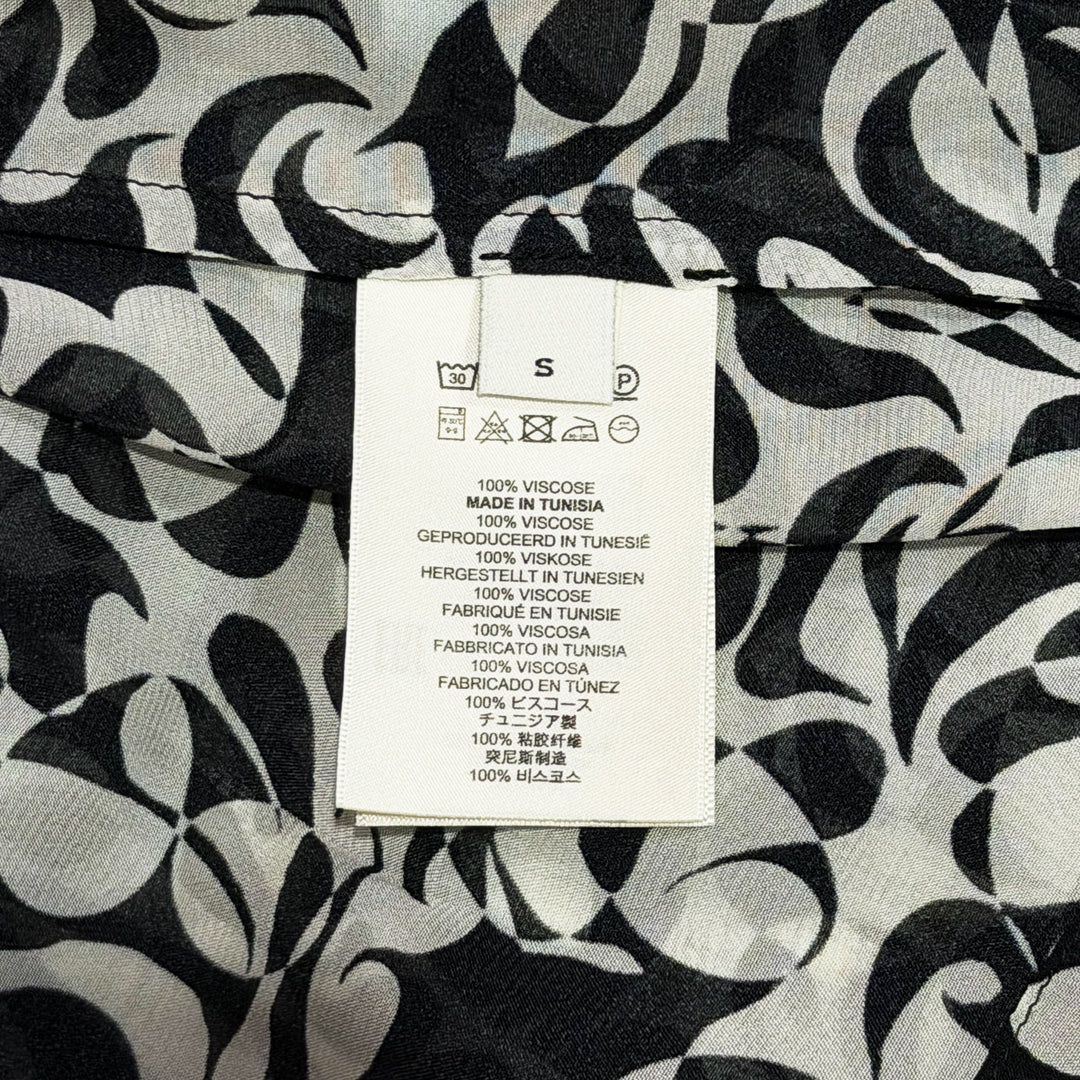 S
30
P
100% VISCOSE
MADE IN TUNISIA
100% VISCOSE
GEPRODUCEERD IN TUNESIË
100% VISKOSE
HERGESTELLT IN TUNESIEN
100% VISCOSE
FABRIQUÉ EN TUNISIE
100% VISCOSA
FABBRICATO IN TUNISIA
100% VISCOSA
FABRICADO EN TÚNEZ
100% ビスコース
チュニジア製
100% 粘胶纤维
突尼斯制造
100% 비스코스